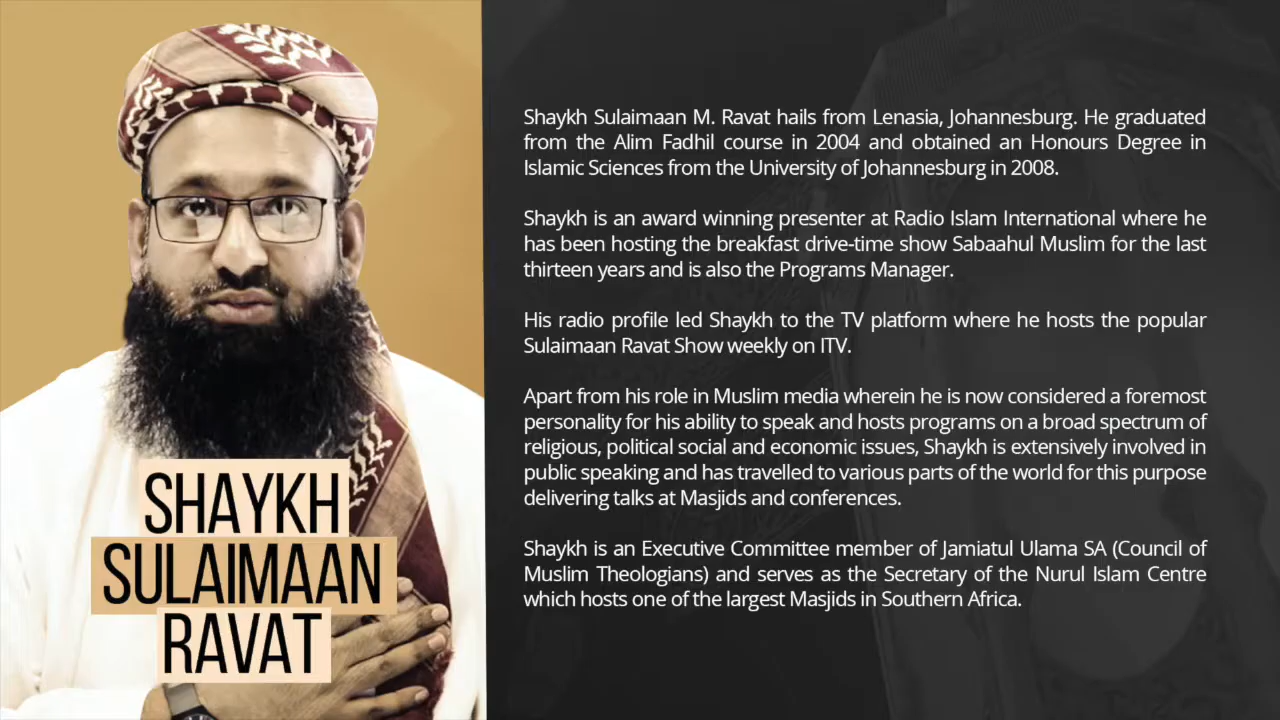 SHAYKH
SULAIMAAN
RAVAT
Shaykh Sulaimaan M. Ravat hails from Lenasia, Johannesburg. He graduated
from the Alim Fadhil course in 2004 and obtained an Honours Degree in
Islamic Sciences from the University of Johannesburg in 2008.
Shaykh is an award winning presenter at Radio Islam International where he
has been hosting the breakfast drive-time show Sabaahul Muslim for the last
thirteen years and is also the Programs Manager.
His radio profile led Shaykh to the TV platform where he hosts the popular
Sulaimaan Ravat Show weekly on ITV.
Apart from his role in Muslim media wherein he is now considered a foremost
personality for his ability to speak and hosts programs on a broad spectrum of
religious, political social and economic issues, Shaykh is extensively involved in
public speaking and has travelled to various parts of the world for this purpose
delivering talks at Masjids and conferences.
Shaykh is an Executive Committee member of Jamiatul Ulama SA (Council of
Muslim Theologians) and serves as the Secretary of the Nurul Islam Centre
which hosts one of the largest Masjids in Southern Africa.